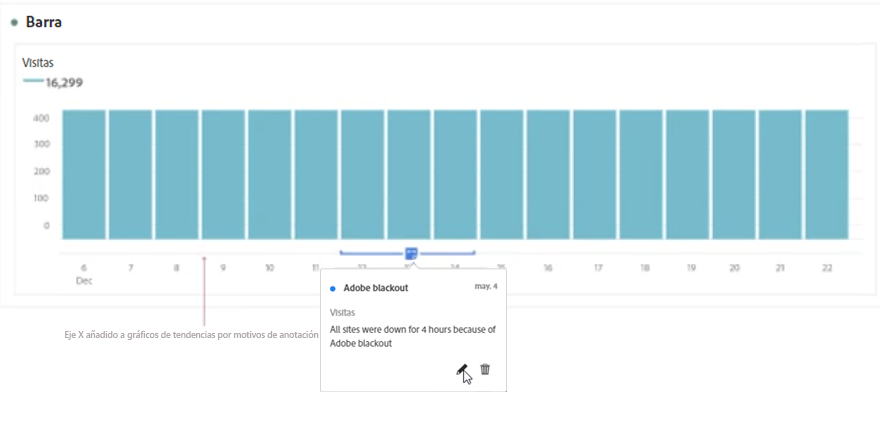 Barra
Visitas
16,299
400
300
200
100
0
6 7 8 9 10 11 12 13 14 15 16 17 18 19 20 21 22
Dec
Adobe blackout may. 4
Visitas
All sites were down for 4 hours because of
Adobe blackout
Eje X añadido a gráficos de tendencias por motivos de anotación